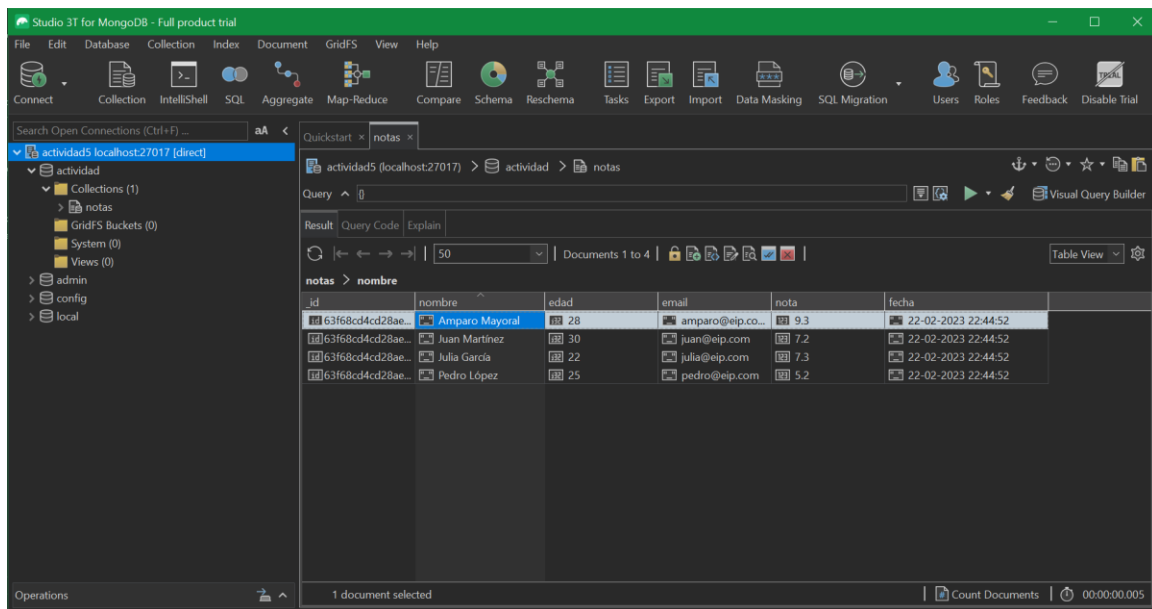 Studio 3T for MongoDB - Full product trial
File Edit Database Collection Index Document GridFS View Help
Connect Collection IntelliShell SQL Aggregate Map-Reduce Compare Schema Reschema Tasks Export Import Data Masking SQL Migration Users Roles Feedback Disable Trial
Search Open Connections (Ctrl+F) ... aA
Quickstart × notas ×
actividad5 localhost:27017 [direct]
actividad
Collections (1)
notas
GridFS Buckets (0)
System (0)
Views (0)
admin
config
local
actividad5 (localhost:27017) > actividad > notas
Query {}
Visual Query Builder
Result Query Code Explain
50 Documents 1 to 4 Table View
notas > nombre
_id nombre edad email nota fecha
63f68cd4cd28ae... Amparo Mayoral 28 amparo@eip.co... 9.3 22-02-2023 22:44:52
63f68cd4cd28ae... Juan Martínez 30 juan@eip.com 7.2 22-02-2023 22:44:52
63f68cd4cd28ae... Julia García 22 julia@eip.com 7.3 22-02-2023 22:44:52
63f68cd4cd28ae... Pedro López 25 pedro@eip.com 5.2 22-02-2023 22:44:52
Operations
1 document selected
Count Documents 00:00:00.005